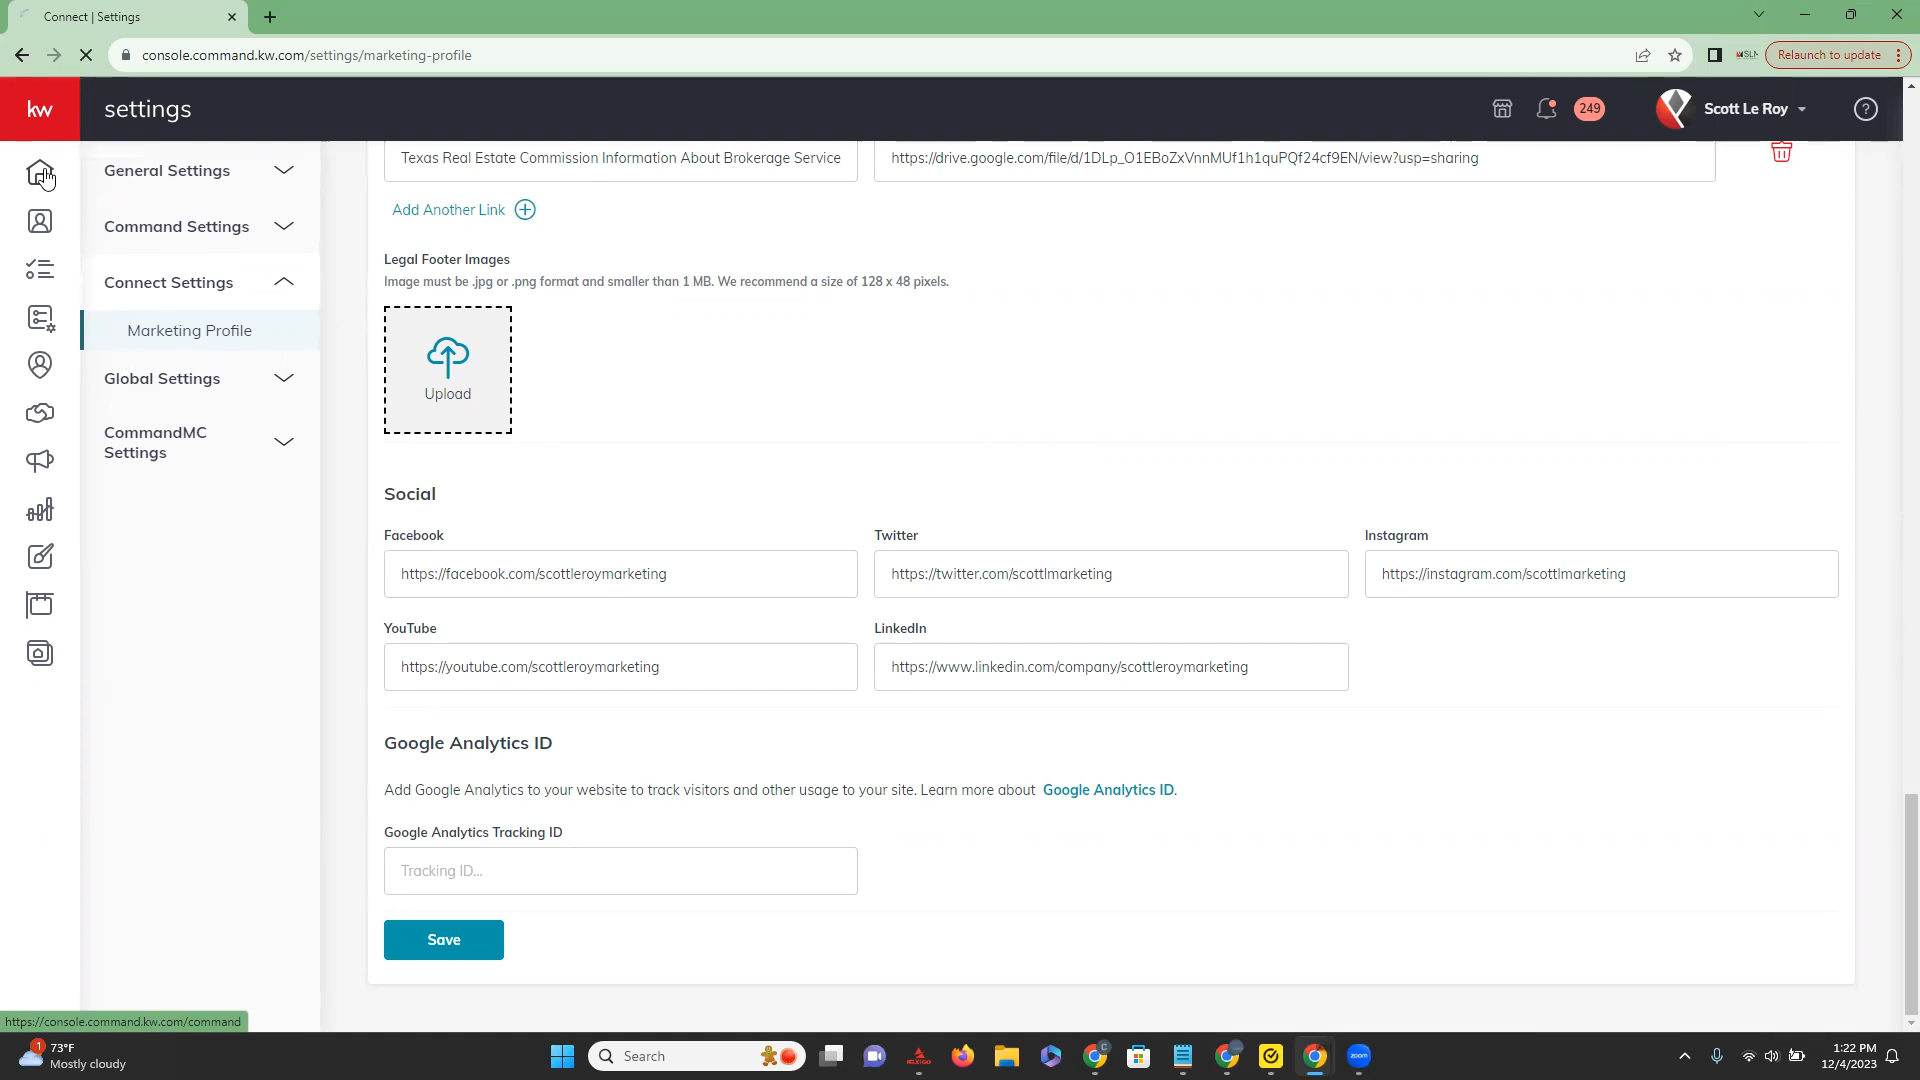 Connect | Settings
console.command.kw.com/settings/marketing-profile
Relaunch to update
kw
settings
249
Scott Le Roy
General Settings
Command Settings
Connect Settings
Marketing Profile
Global Settings
CommandMC
Settings
Texas Real Estate Commission Information About Brokerage Service
https://drive.google.com/file/d/1DLp_O1EBoZxVnnMUf1h1quPQf24cf9EN/view?usp=sharing
Add Another Link
Legal Footer Images
Image must be .jpg or .png format and smaller than 1 MB. We recommend a size of 128 x 48 pixels.
Upload
Social
Facebook
Twitter
Instagram
https://facebook.com/scottleroymarketing
https://twitter.com/scottlmarketing
https://instagram.com/scottlmarketing
YouTube
LinkedIn
https://youtube.com/scottleroymarketing
https://www.linkedin.com/company/scottleroymarketing
Google Analytics ID
Add Google Analytics to your website to track visitors and other usage to your site. Learn more about Google Analytics ID.
Google Analytics Tracking ID
Tracking ID...
Save
https://console.command.kw.com/command
1
73°F
Mostly cloudy
Search
zoom
1:22 PM
12/4/2023